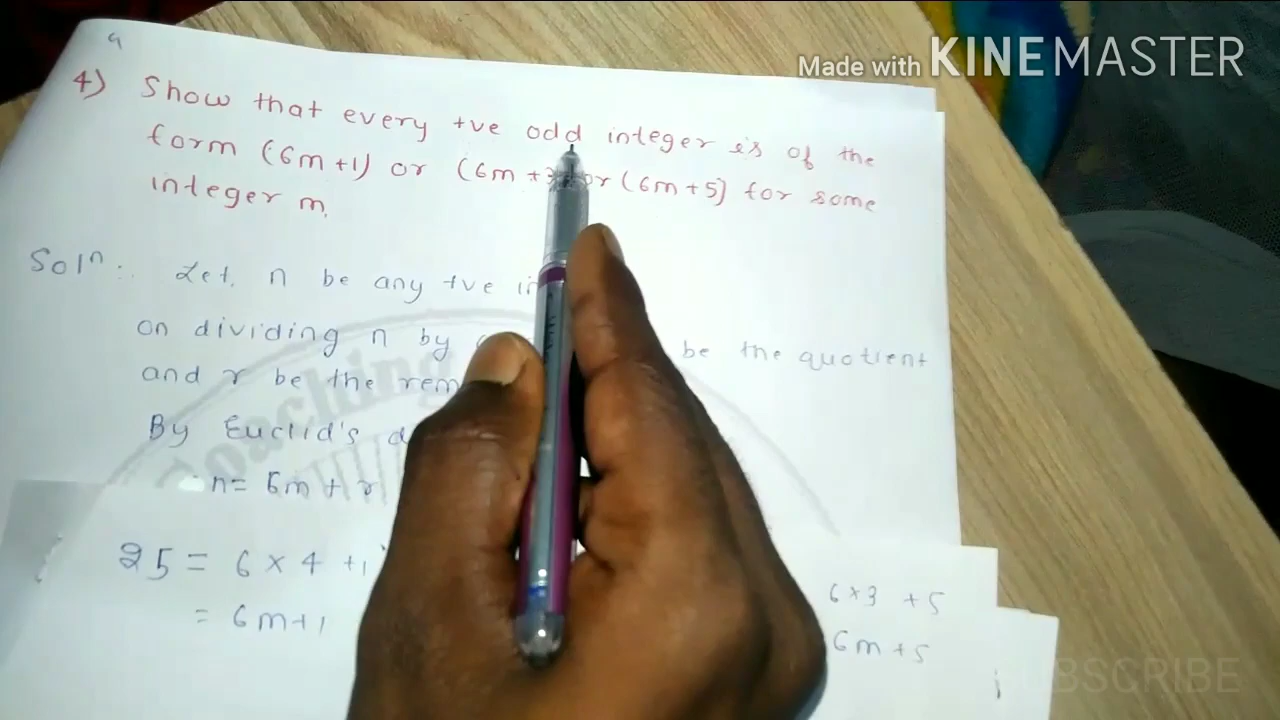 Made with KINEMASTER
4) Show that every +ve odd integer is of the
form (6m+1) or (6m+ or (6m+5) for some
integer m.
Solⁿ:. Let, n be any +ve
on dividing n by be the quotient
and r be the
By Euclid's
n= 6m + r
25 = 6 × 4 +1
= 6m+1
6×3 +5
6m+5
Coaching
SUBSCRIBE